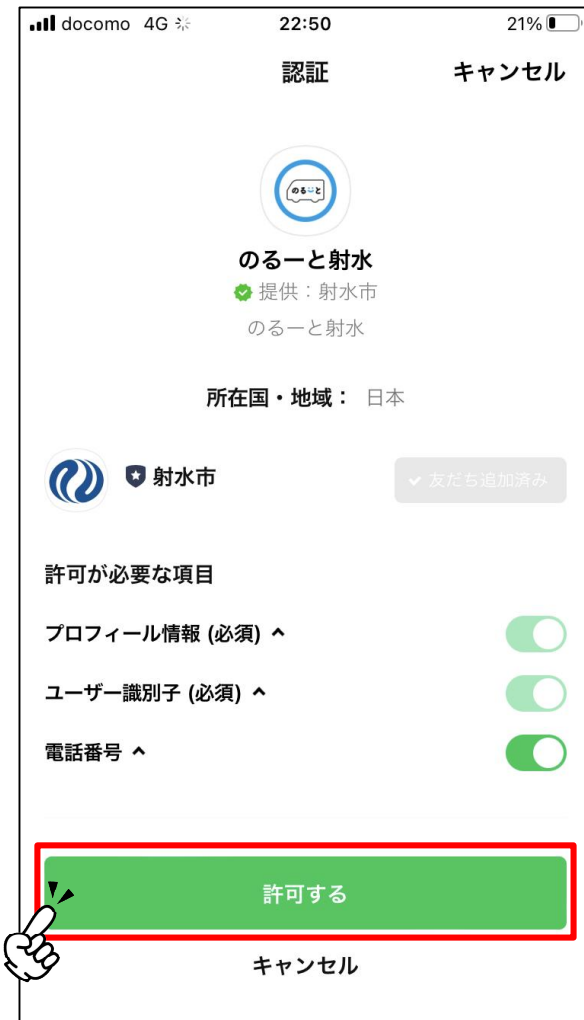 docomo 4G 22:50 21%
認証 キャンセル
のるーと
のるーと射水
提供：射水市
のるーと射水
所在国・地域： 日本
射水市 友だち追加済み
許可が必要な項目
プロフィール情報 (必須)
ユーザー識別子 (必須)
電話番号
許可する
キャンセル